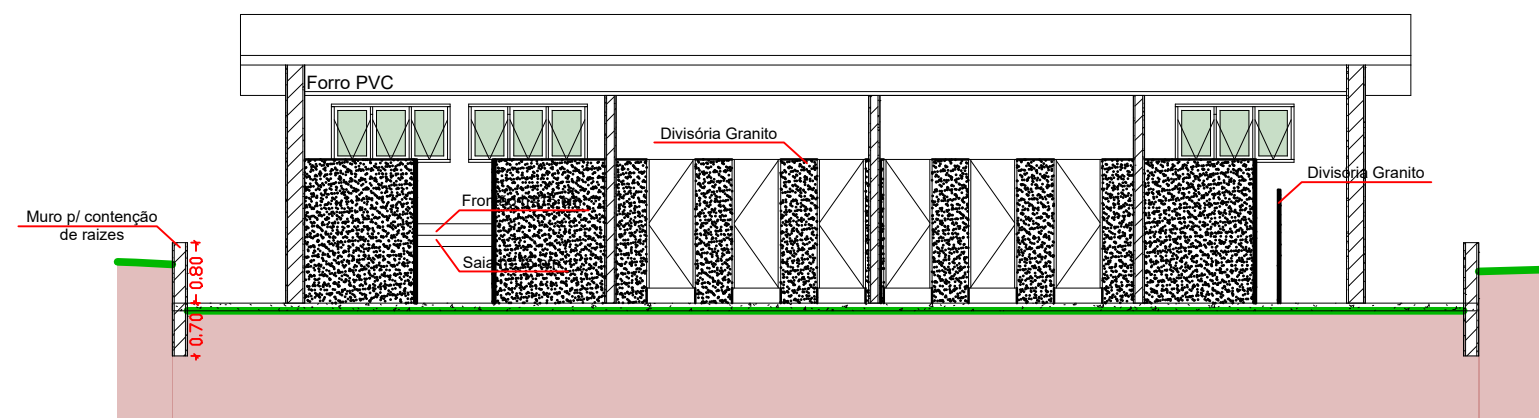 Forro PVC
Divisória Granito
Divisória Granito
Muro p/ contenção
de raizes
0.80
0.70